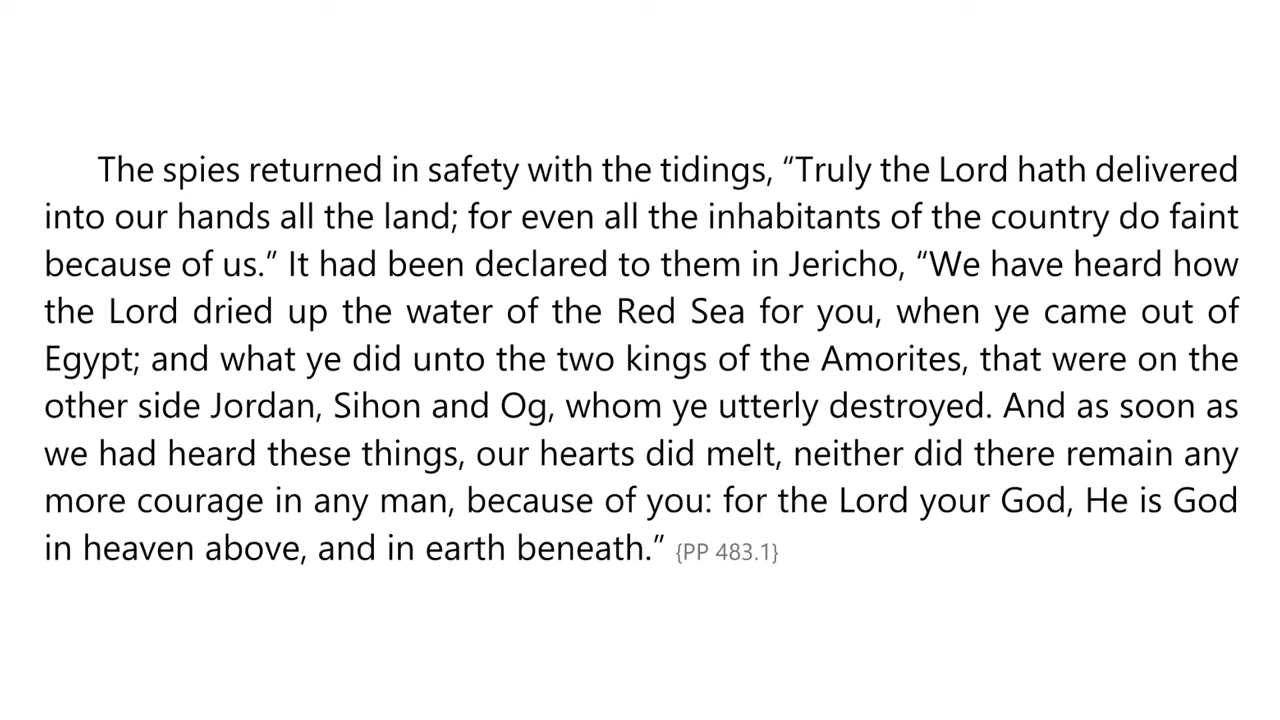 The spies returned in safety with the tidings, “Truly the Lord hath delivered
into our hands all the land; for even all the inhabitants of the country do faint
because of us.” It had been declared to them in Jericho, “We have heard how
the Lord dried up the water of the Red Sea for you, when ye came out of
Egypt; and what ye did unto the two kings of the Amorites, that were on the
other side Jordan, Sihon and Og, whom ye utterly destroyed. And as soon as
we had heard these things, our hearts did melt, neither did there remain any
more courage in any man, because of you: for the Lord your God, He is God
in heaven above, and in earth beneath.” {PP 483.1}